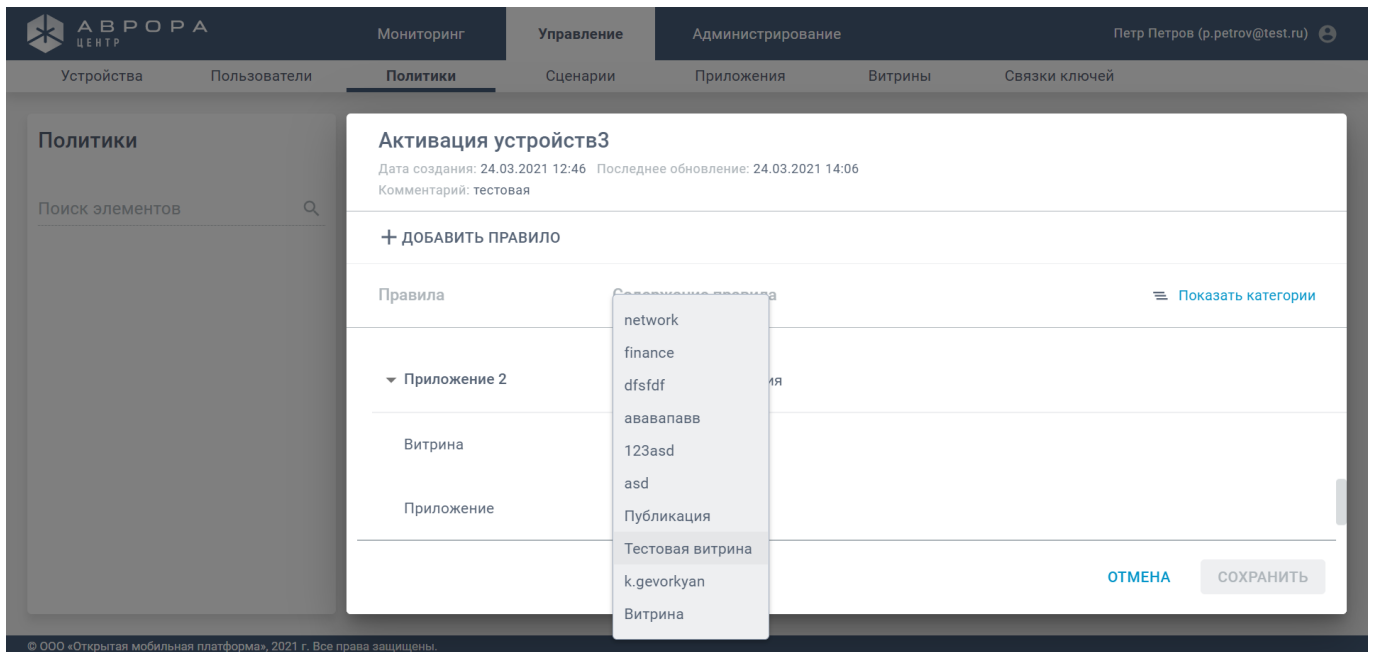 АВРОРА
ЦЕНТР
Мониторинг Управление Администрирование Петр Петров (p.petrov@test.ru)
Устройства Пользователи Политики Сценарии Приложения Витрины Связки ключей
Политики
Поиск элементов
Активация устройств3
Дата создания: 24.03.2021 12:46 Последнее обновление: 24.03.2021 14:06
Комментарий: тестовая
ДОБАВИТЬ ПРАВИЛО
Правила Содержание правила Показать категории
Приложение 2 ия
Витрина
Приложение
network
finance
dfsfdf
ававапавв
123asd
asd
Публикация
Тестовая витрина
k.gevorkyan
Витрина
ОТМЕНА СОХРАНИТЬ
© ООО «Открытая мобильная платформа», 2021 г. Все права защищены.